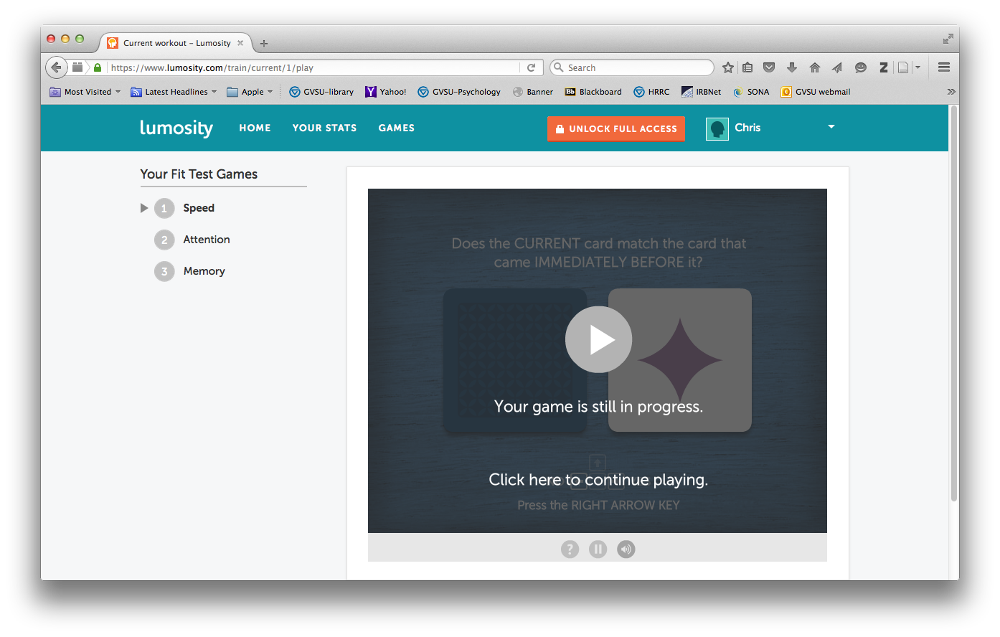 Current workout – Lumosity
https://www.lumosity.com/train/current/1/play
Search
Most Visited
Latest Headlines
Apple
GVSU-library
Yahoo!
GVSU-Psychology
Banner
Bb
Blackboard
HRRC
IRBNet
SONA
GVSU webmail
lumosity
HOME
YOUR STATS
GAMES
UNLOCK FULL ACCESS
Chris
Your Fit Test Games
1 Speed
2 Attention
3 Memory
Does the CURRENT card match the card that
came IMMEDIATELY BEFORE it?
Your game is still in progress.
Click here to continue playing.
Press the RIGHT ARROW KEY